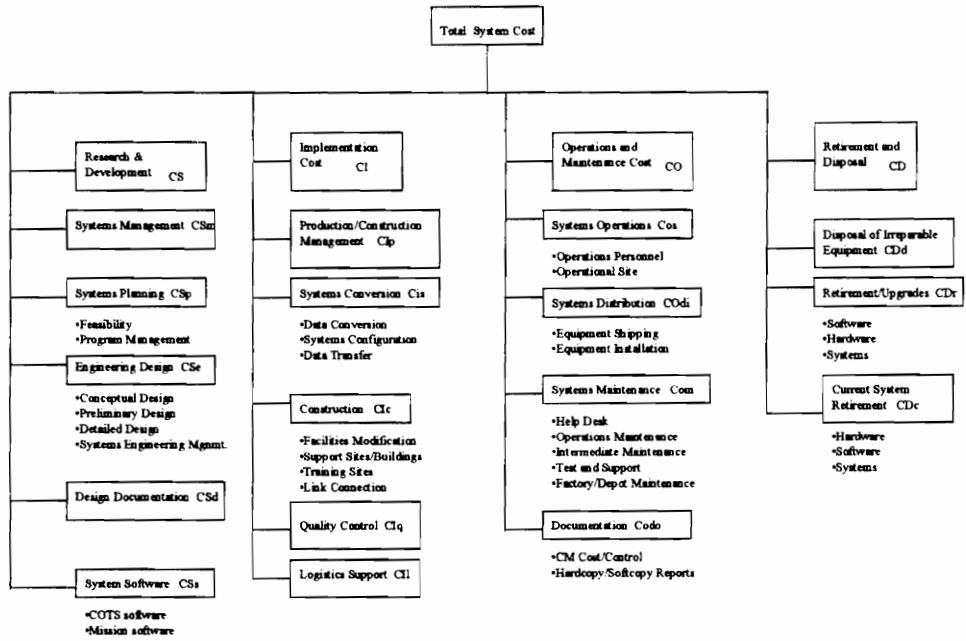 Total System Cost
Research &
Development CS
Systems Management CSm
Systems Planning CSp
•Feasibility
•Program Management
Engineering Design CSe
•Conceptual Design
•Preliminary Design
•Detailed Design
•Systems Engineering Mgnmt.
Design Documentation CSd
System Software CSs
•COTS software
•Mission software
Implementation
Cost CI
Production/Construction
Management CIp
Systems Conversion Cis
•Data Conversion
•Systems Configuration
•Data Transfer
Construction CIc
•Facilities Modification
•Support Sites/Buildings
•Training Sites
•Link Connection
Quality Control CIq
Logistics Support CIl
Operations and
Maintenance Cost CO
Systems Operations Cos
•Operations Personnel
•Operational Site
Systems Distribution COdi
•Equipment Shipping
•Equipment Installation
Systems Maintenance Com
•Help Desk
•Operations Maintenance
•Intermediate Maintenance
•Test and Support
•Factory/Depot Maintenance
Documentation Codo
•CM Cost/Control
•Hardcopy/Softcopy Reports
Retirement and
Disposal CD
Disposal of Irreparable
Equipment CDd
Retirement/Upgrades CDr
•Software
•Hardware
•Systems
Current System
Retirement CDc
•Hardware
•Software
•Systems